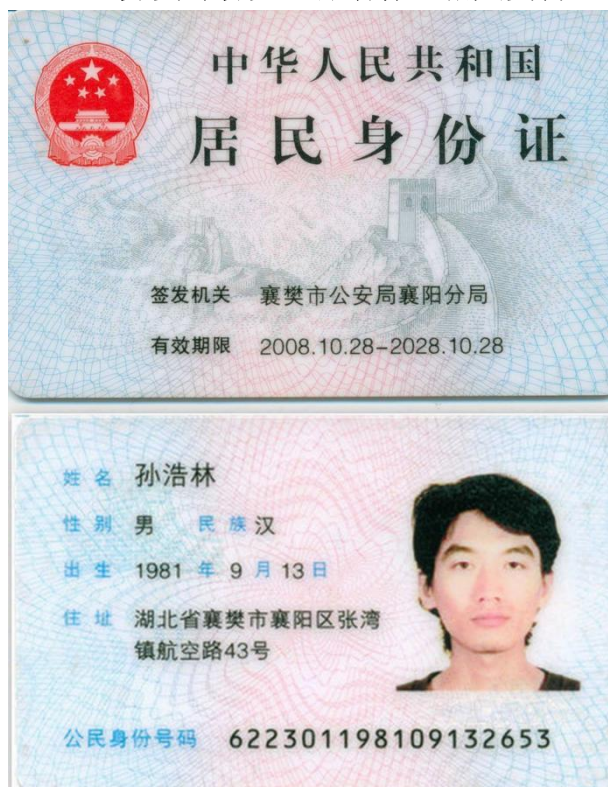 中华人民共和国
居民身份证
签发机关 襄樊市公安局襄阳分局
有效期限 2008.10.28-2028.10.28
姓名 孙浩林
性别 男 民族 汉
出生 1981 年 9 月 13 日
住址 湖北省襄樊市襄阳区张湾
镇航空路43号
公民身份号码 622301198109132653